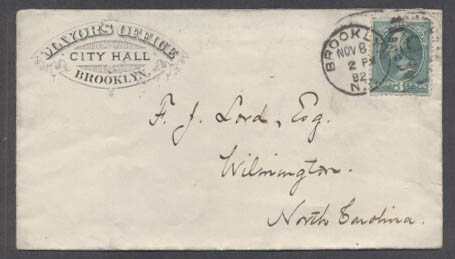 MAYOR'S OFFICE
CITY HALL
BROOKLYN.
BROOKLYN
NOV 8
2 PM
82
N.Y.
F. J. Lord, Esq.
Wilmington.
North Carolina.